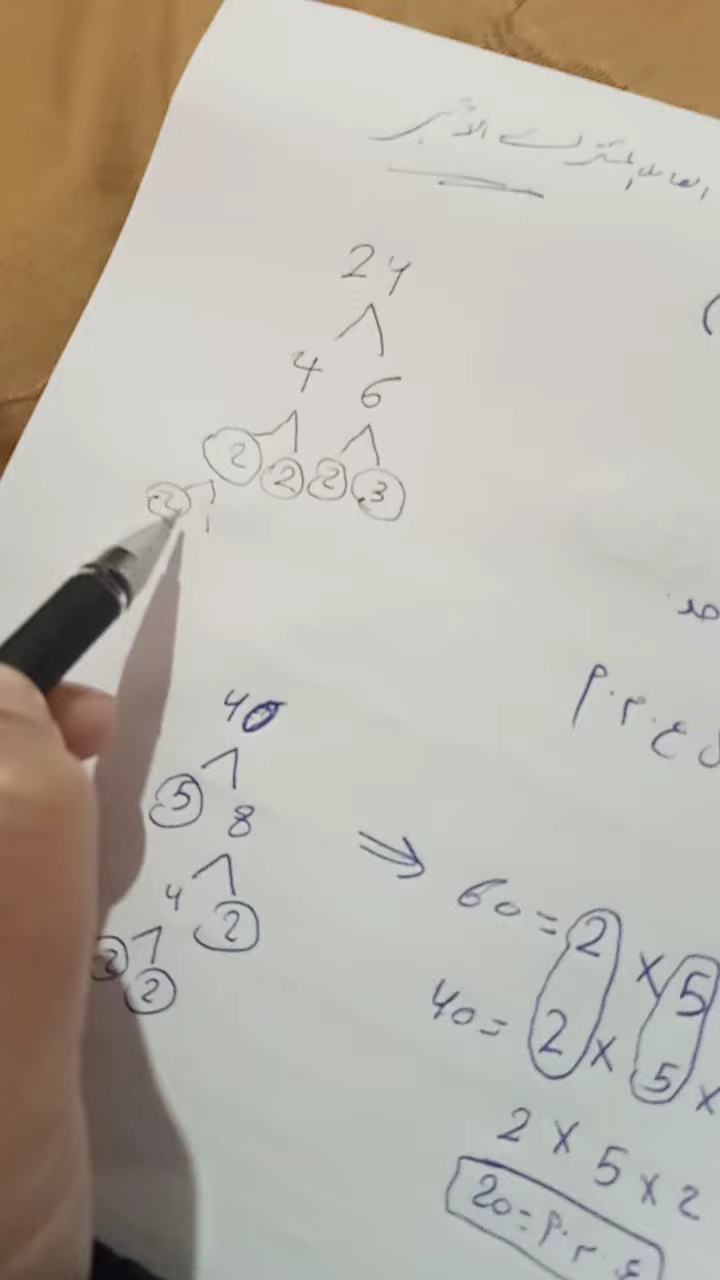 العامل المشترك الأكبر
24
4 6
2 2 2 3
2 1
40
5 8
4 2
2 2
ع.م.م
⇒ 60 = 2 × 5
40 = 2 × 5 ×
2 × 5 × 2
20 = ع.م.م